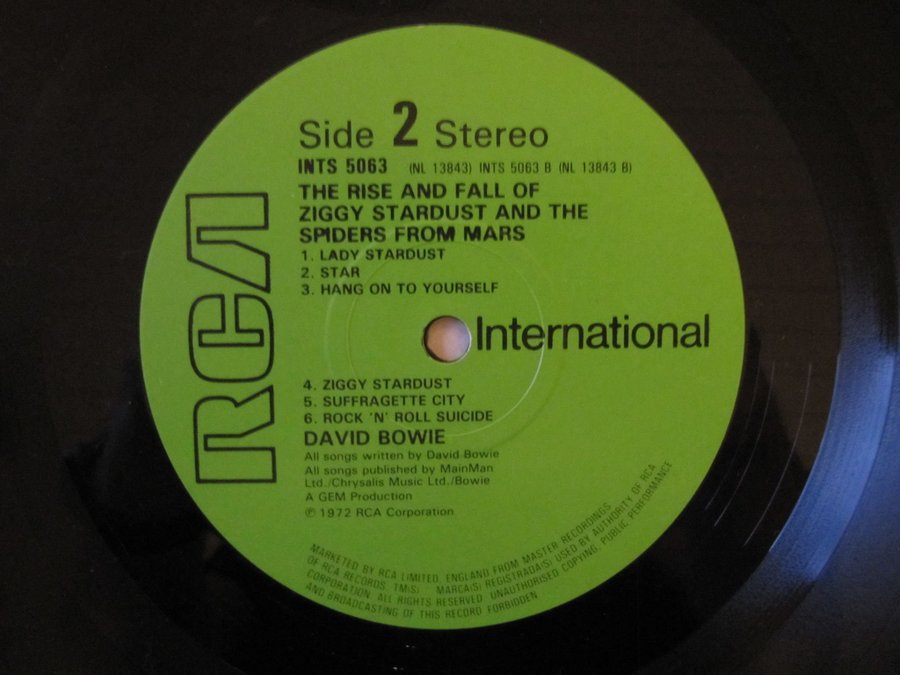 Side 2 Stereo
INTS 5063 (NL 13843) INTS 5063 B (NL 13843 B)
THE RISE AND FALL OF
ZIGGY STARDUST AND THE
SPIDERS FROM MARS
1. LADY STARDUST
2. STAR
3. HANG ON TO YOURSELF
RCA
International
4. ZIGGY STARDUST
5. SUFFRAGETTE CITY
6. ROCK 'N' ROLL SUICIDE
DAVID BOWIE
All songs written by David Bowie
All songs published by MainMan
Ltd./Chrysalis Music Ltd./Bowie
A GEM Production
℗ 1972 RCA Corporation
MARKETED BY RCA LIMITED, ENGLAND FROM MASTER RECORDINGS
OF RCA RECORDS. TM(S) MARCA(S) REGISTRADA(S) USED BY AUTHORITY OF RCA
CORPORATION. ALL RIGHTS RESERVED. UNAUTHORISED COPYING, PUBLIC PERFORMANCE
AND BROADCASTING OF THIS RECORD FORBIDDEN